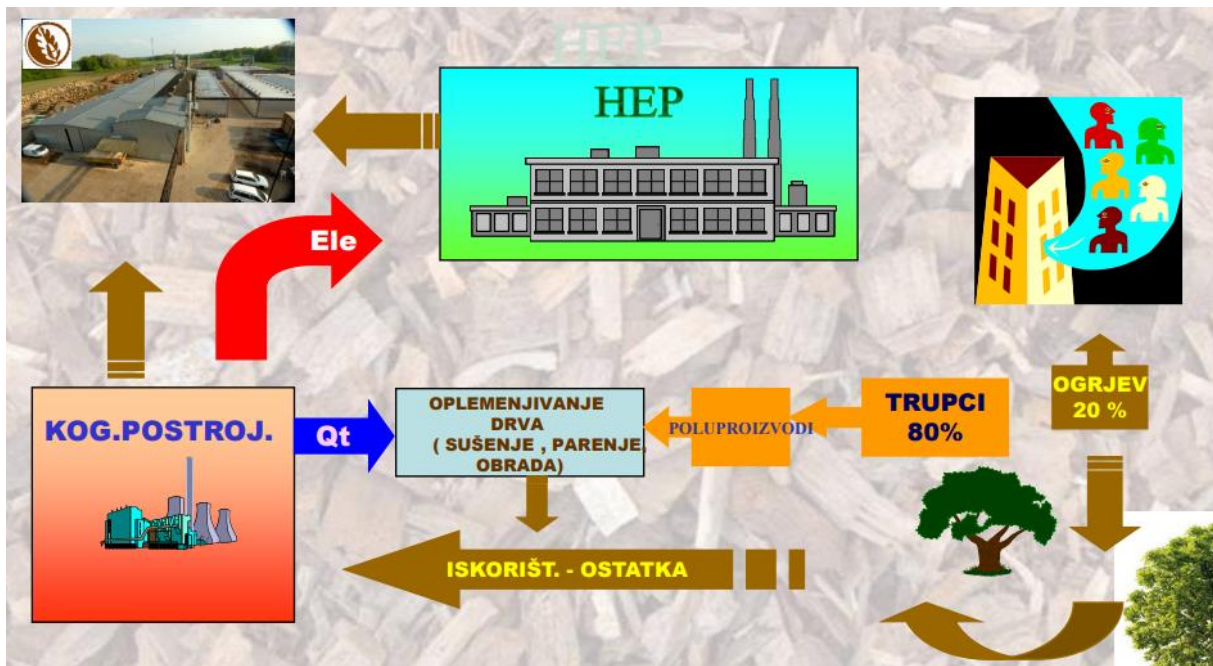 HEP
HEP
Ele
KOG.POSTROJ.
Qt
OPLEMENJIVANJE
DRVA
( SUŠENJE , PARENJE,
OBRADA)
POLUPROIZVODI
TRUPCI
80%
OGRJEV
20 %
ISKORIŠT. - OSTATKA